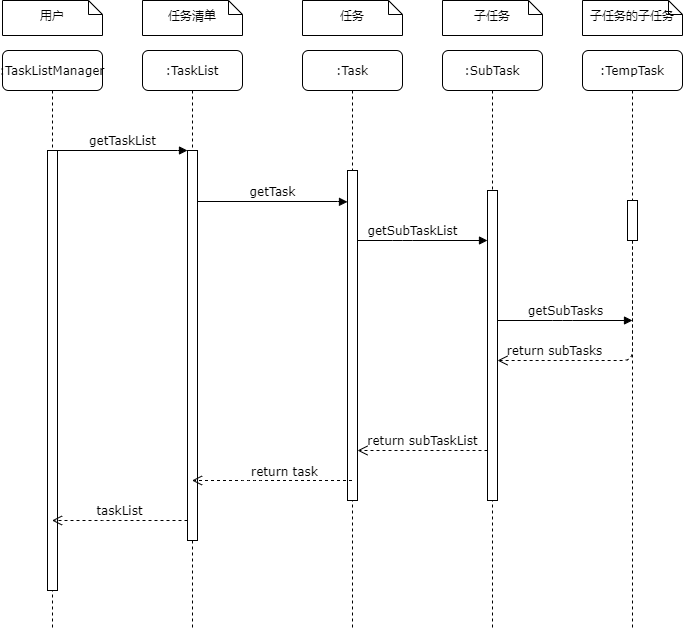 用户
任务清单
任务
子任务
子任务的子任务
:TaskListManager
:TaskList
:Task
:SubTask
:TempTask
getTaskList
getTask
getSubTaskList
getSubTasks
return subTasks
return subTaskList
return task
taskList